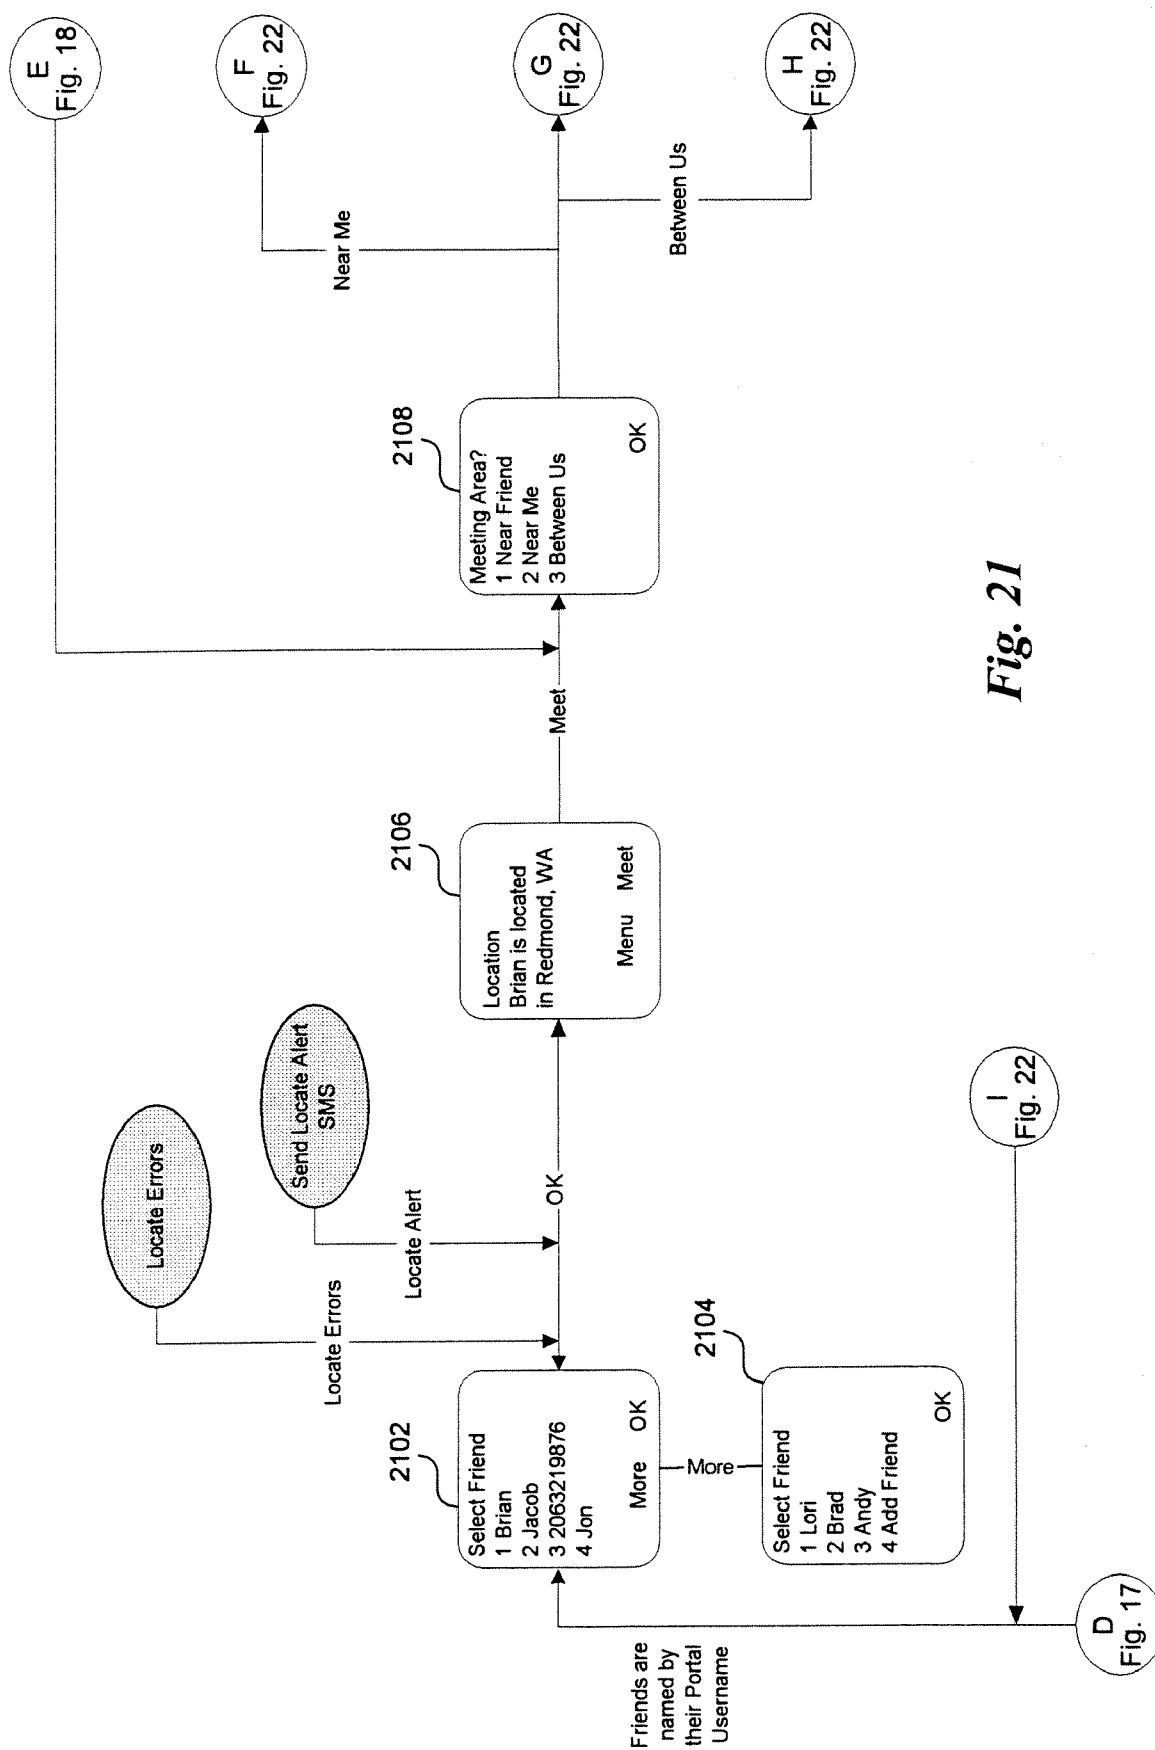 Friends are
named by
their Portal
Username
D
Fig. 17
I
Fig. 22
2102
Select Friend
1 Brian
2 Jacob
3 2063219876
4 Jon
More OK
More
2104
Select Friend
1 Lori
2 Brad
3 Andy
4 Add Friend
OK
Locate Errors
Locate Errors
Send Locate Alert
SMS
Locate Alert
OK
2106
Location
Brian is located
in Redmond, WA
Menu Meet
Meet
2108
Meeting Area?
1 Near Friend
2 Near Me
3 Between Us
OK
Near Me
Between Us
E
Fig. 18
F
Fig. 22
G
Fig. 22
H
Fig. 22
Fig. 21